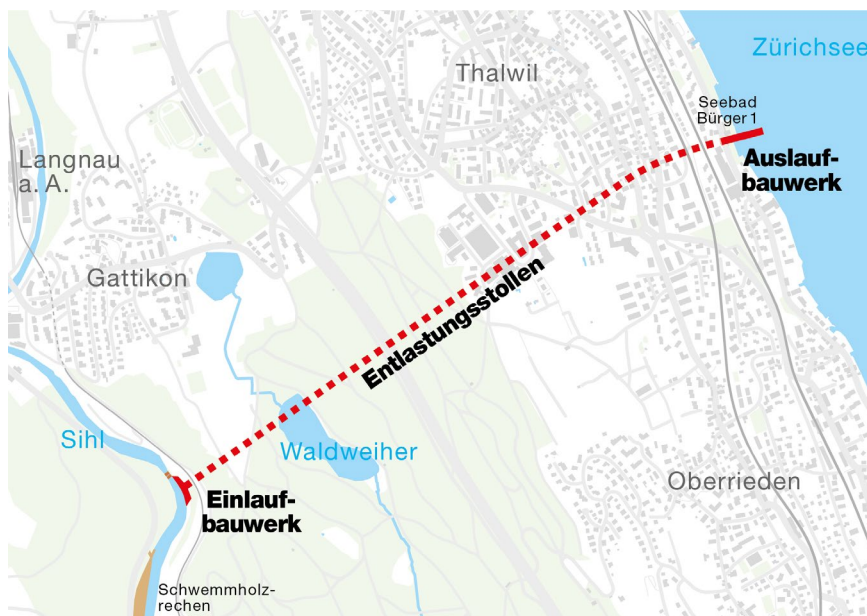 Zürichsee
Thalwil
Seebad
Bürger 1
Auslauf-
bauwerk
Langnau
a. A.
Gattikon
Entlastungsstollen
Sihl
Waldweiher
Oberrieden
Einlauf-
bauwerk
Schwemmholz-
rechen